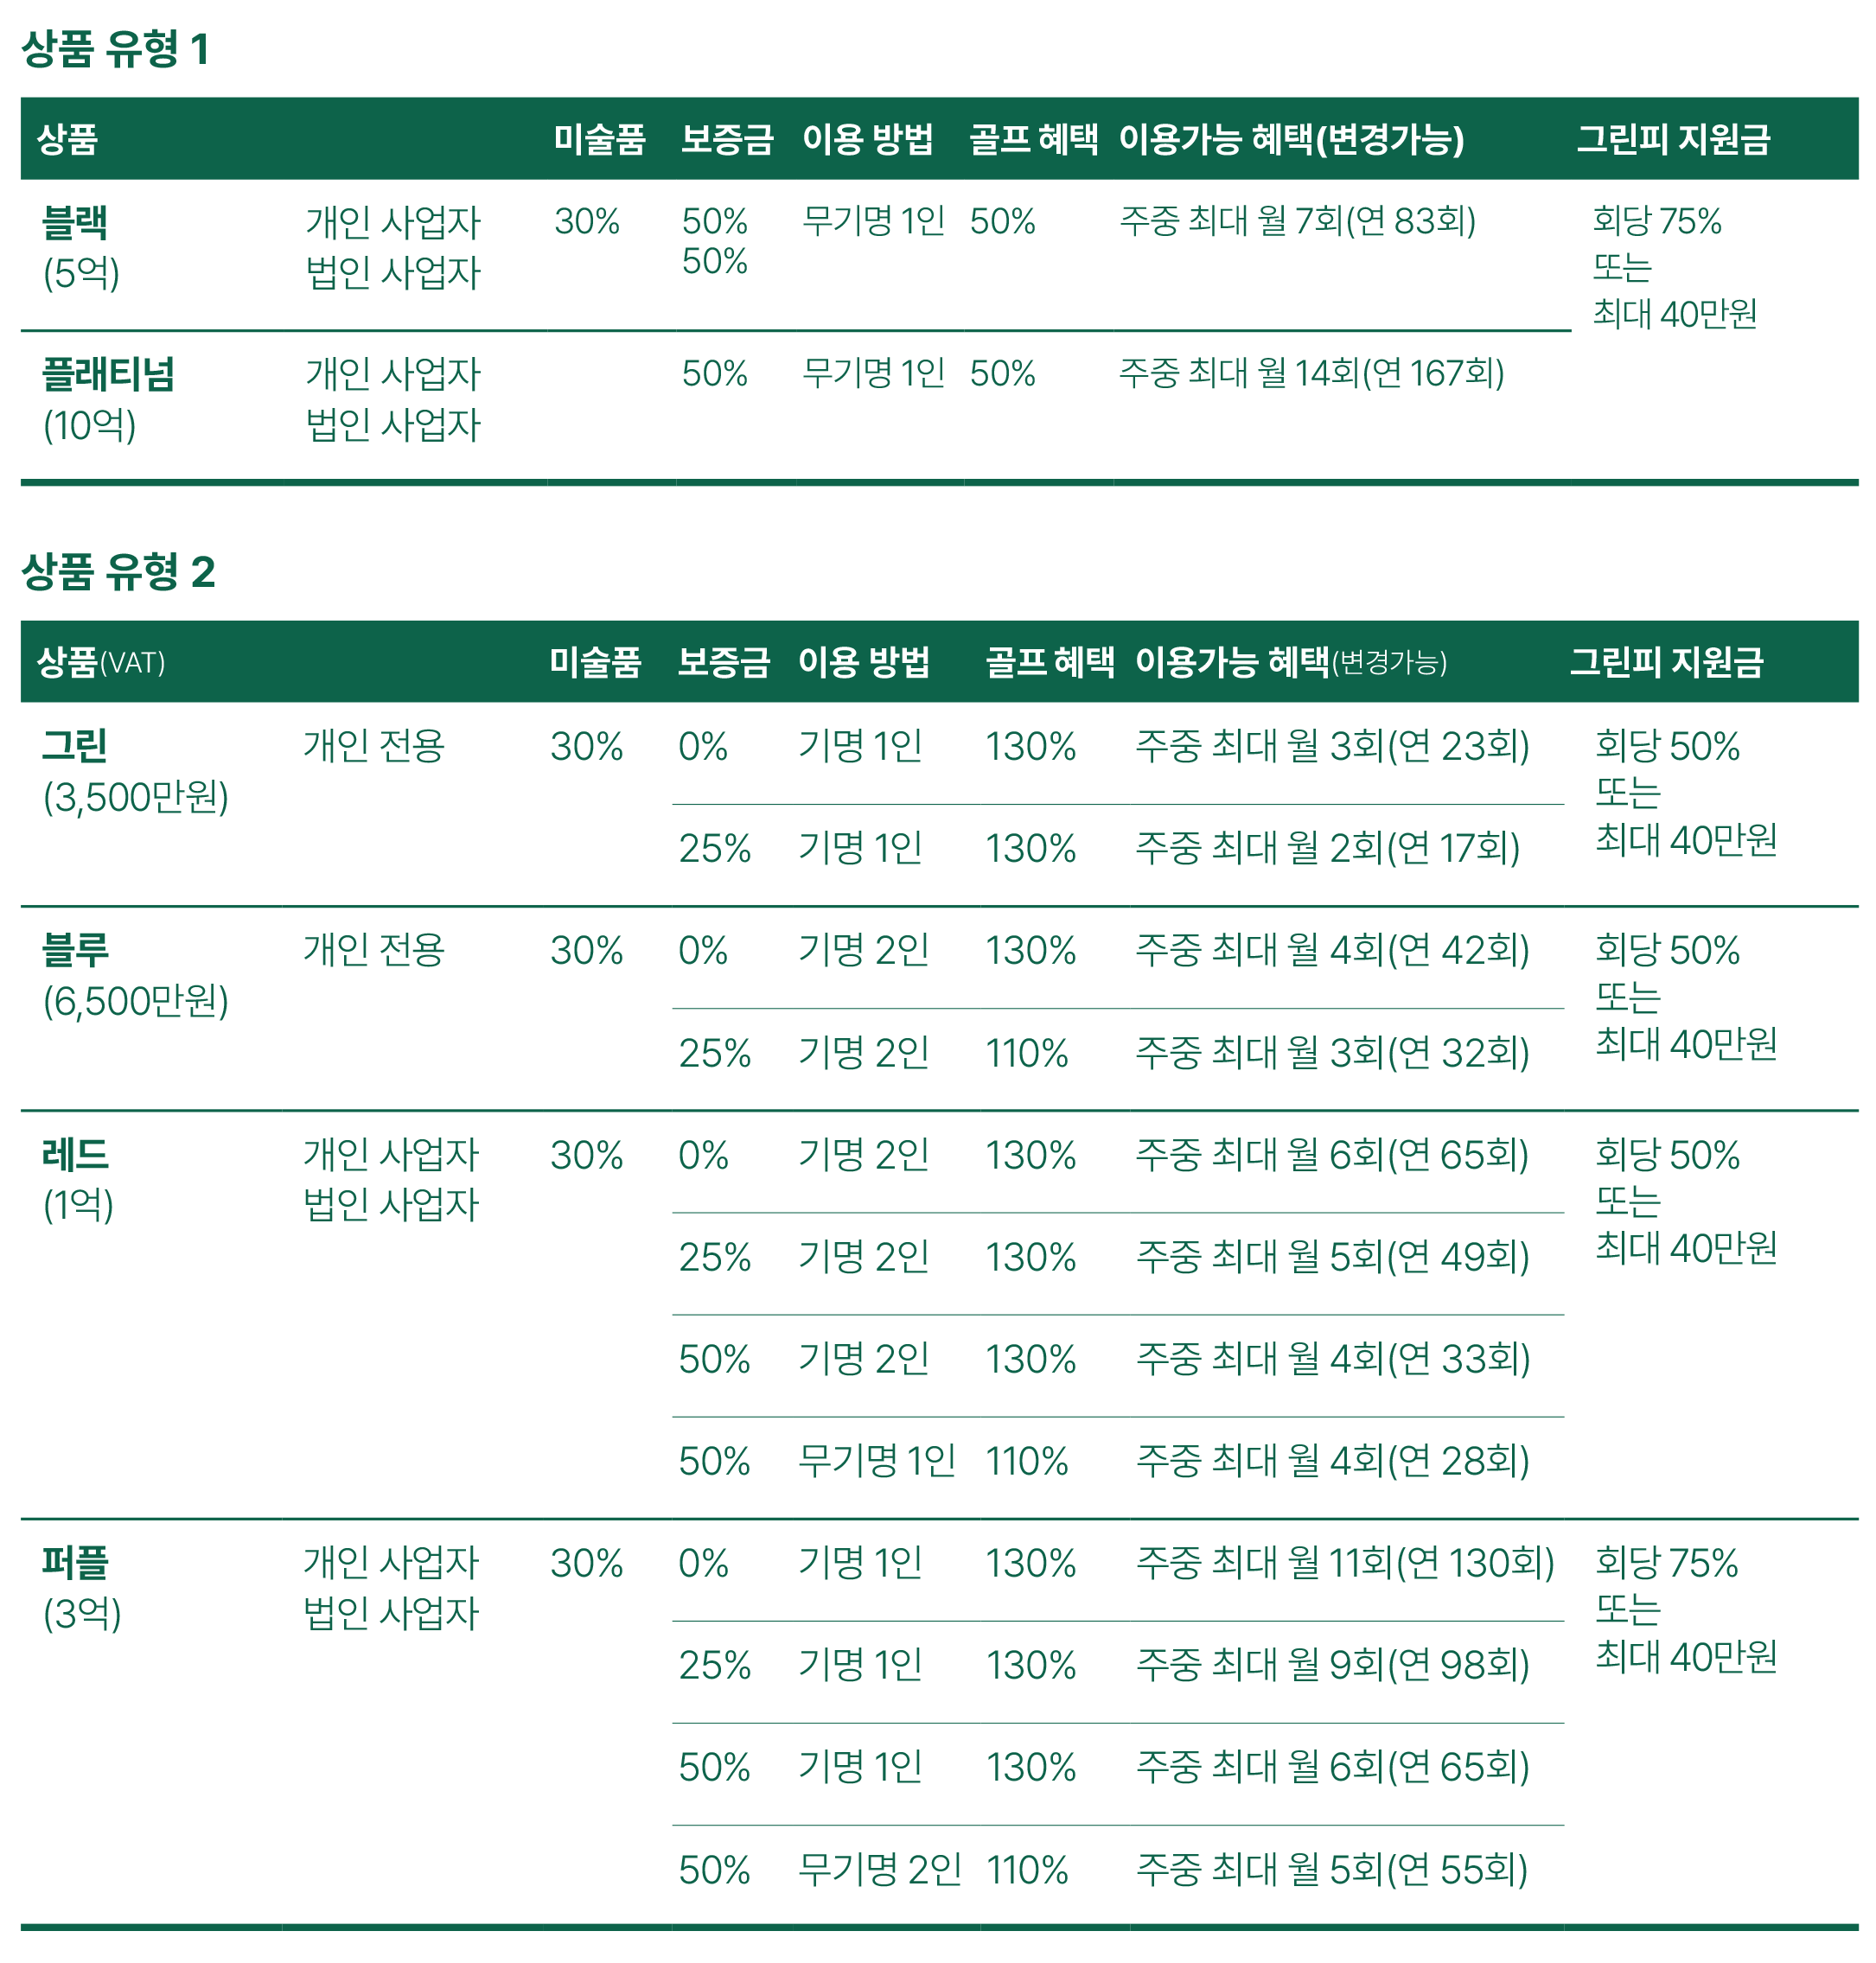 상품 유형 1
상품 미술품 보증금 이용 방법 골프 혜택 이용가능 혜택(변경가능) 그린피 지원금
블랙 개인 사업자 30% 50% 무기명 1인 50% 주중 최대 월 7회(연 83회) 회당 75%
(5억) 법인 사업자 50% 또는
최대 40만원
플래티넘 개인 사업자 50% 무기명 1인 50% 주중 최대 월 14회(연 167회)
(10억) 법인 사업자
상품 유형 2
상품(VAT) 미술품 보증금 이용 방법 골프 혜택 이용가능 혜택(변경가능) 그린피 지원금
그린 개인 전용 30% 0% 기명 1인 130% 주중 최대 월 3회(연 23회) 회당 50%
(3,500만원) 또는
25% 기명 1인 130% 주중 최대 월 2회(연 17회) 최대 40만원
블루 개인 전용 30% 0% 기명 2인 130% 주중 최대 월 4회(연 42회) 회당 50%
(6,500만원) 또는
25% 기명 2인 110% 주중 최대 월 3회(연 32회) 최대 40만원
레드 개인 사업자 30% 0% 기명 2인 130% 주중 최대 월 6회(연 65회) 회당 50%
(1억) 법인 사업자 또는
25% 기명 2인 130% 주중 최대 월 5회(연 49회) 최대 40만원
50% 기명 2인 130% 주중 최대 월 4회(연 33회)
50% 무기명 1인 110% 주중 최대 월 4회(연 28회)
퍼플 개인 사업자 30% 0% 기명 1인 130% 주중 최대 월 11회(연 130회) 회당 75%
(3억) 법인 사업자 또는
25% 기명 1인 130% 주중 최대 월 9회(연 98회) 최대 40만원
50% 기명 1인 130% 주중 최대 월 6회(연 65회)
50% 무기명 2인 110% 주중 최대 월 5회(연 55회)